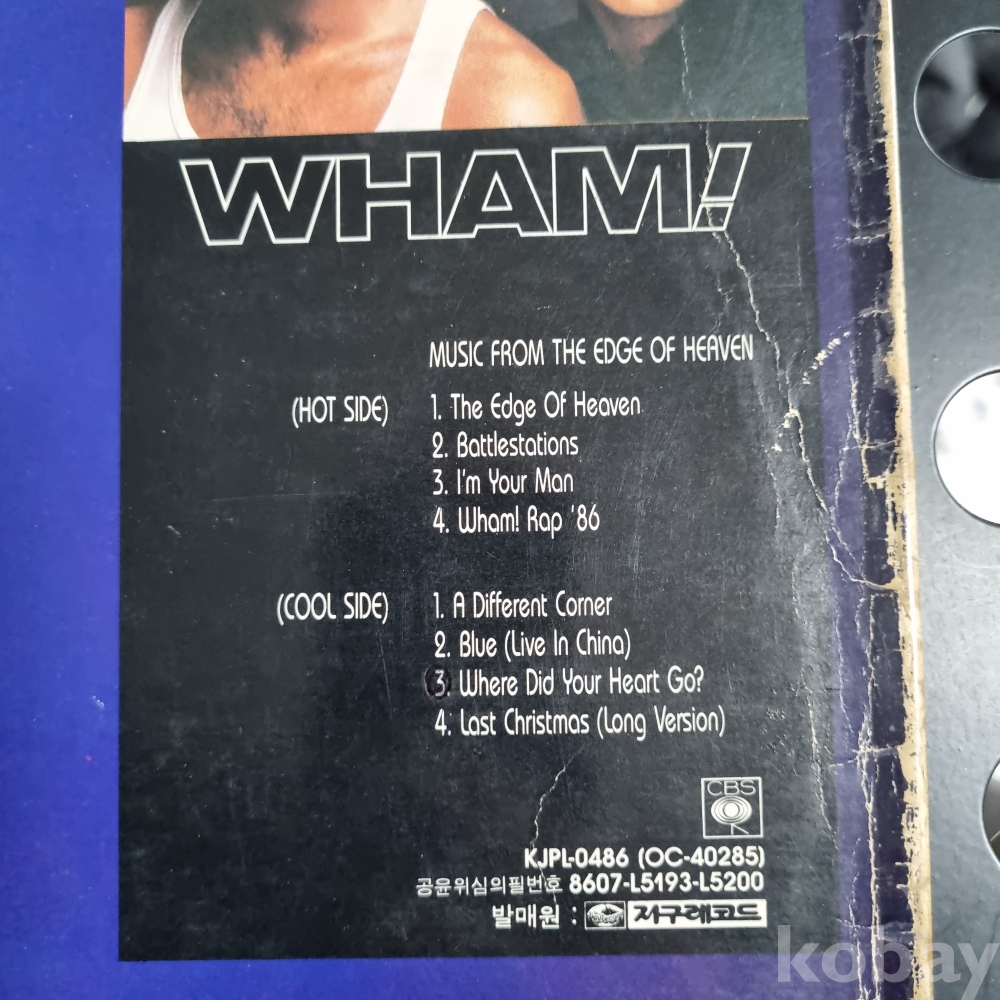 WHAM!
MUSIC FROM THE EDGE OF HEAVEN
(HOT SIDE) 1. The Edge Of Heaven
2. Battlestations
3. I'm Your Man
4. Wham! Rap '86
(COOL SIDE) 1. A Different Corner
2. Blue (Live In China)
3. Where Did Your Heart Go?
4. Last Christmas (Long Version)
CBS
KJPL-0486 (OC-40285)
공윤위심의필번호 8607-L5193-L5200
발매원 : 지구레코드
kobay